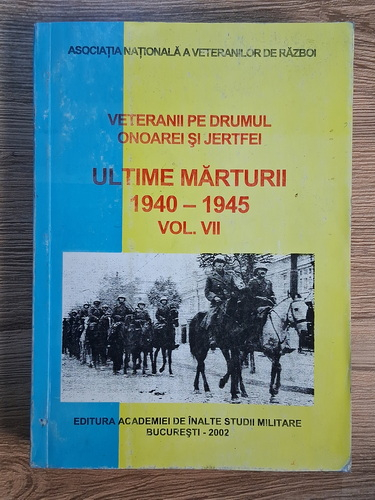 ASOCIAȚIA NAȚIONALĂ A VETERANILOR DE RĂZBOI
VETERANII PE DRUMUL
ONOAREI ȘI JERTFEI
ULTIME MĂRTURII
1940 – 1945
VOL. VII
EDITURA ACADEMIEI DE ÎNALTE STUDII MILITARE
BUCUREȘTI - 2002